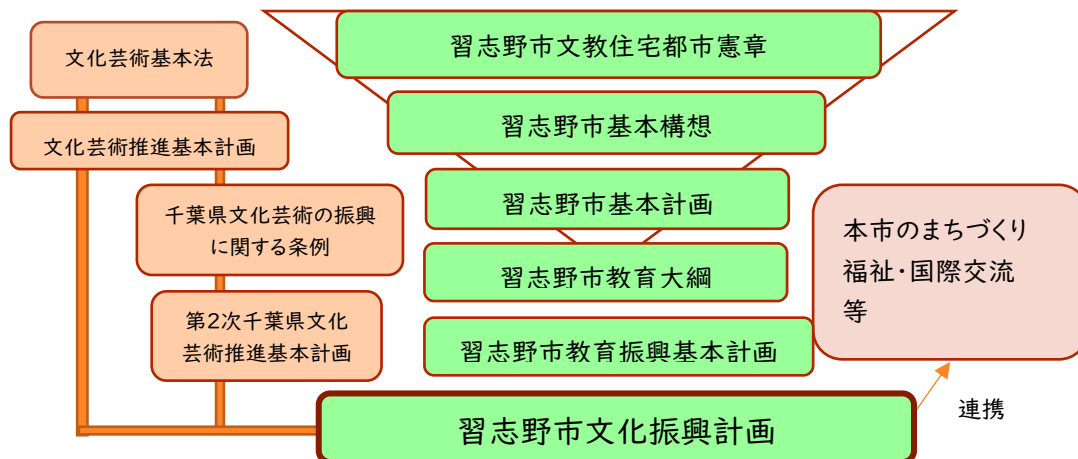 文化芸術基本法
文化芸術推進基本計画
千葉県文化芸術の振興
に関する条例
第2次千葉県文化
芸術推進基本計画
習志野市文教住宅都市憲章
習志野市基本構想
習志野市基本計画
習志野市教育大綱
習志野市教育振興基本計画
習志野市文化振興計画
本市のまちづくり
福祉・国際交流
等
連携